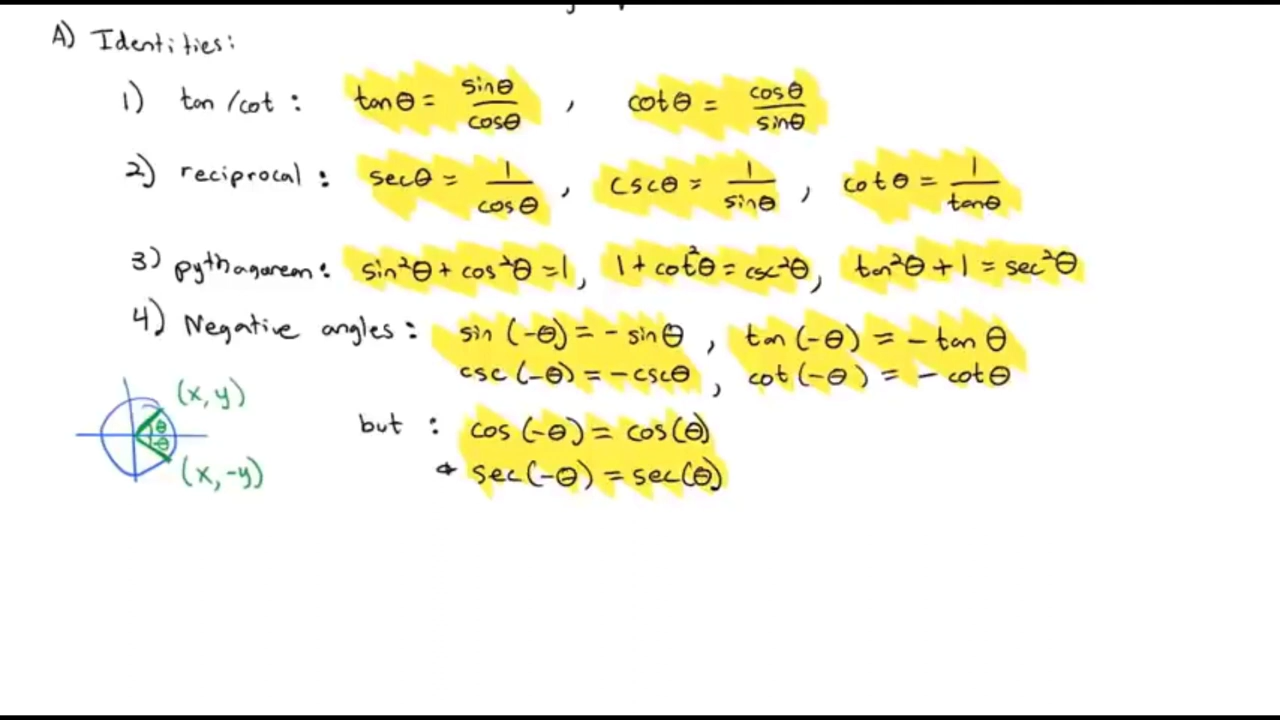 A) Identities:
1) tan/cot: tanθ = sinθ/cosθ, cotθ = cosθ/sinθ
2) reciprocal: secθ = 1/cosθ, cscθ = 1/sinθ, cotθ = 1/tanθ
3) pythagorean: sin²θ + cos²θ = 1, 1 + cot²θ = csc²θ, tan²θ + 1 = sec²θ
4) Negative angles: sin(-θ) = -sinθ, tan(-θ) = -tanθ
csc(-θ) = -cscθ, cot(-θ) = -cotθ
(x,y)
θ
-θ
(x,-y)
but: cos(-θ) = cos(θ)
sec(-θ) = sec(θ)